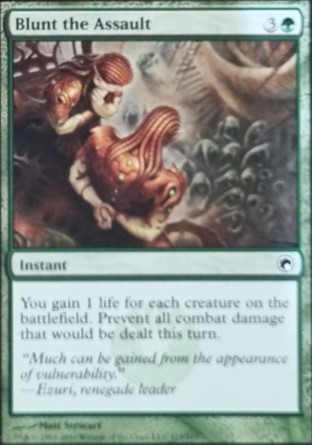 Blunt the Assault 3
Instant
You gain 1 life for each creature on the
battlefield. Prevent all combat damage
that would be dealt this turn.
"Much can be gained from the appearance
of vulnerability."
—Ezuri, renegade leader
Matt Stewart